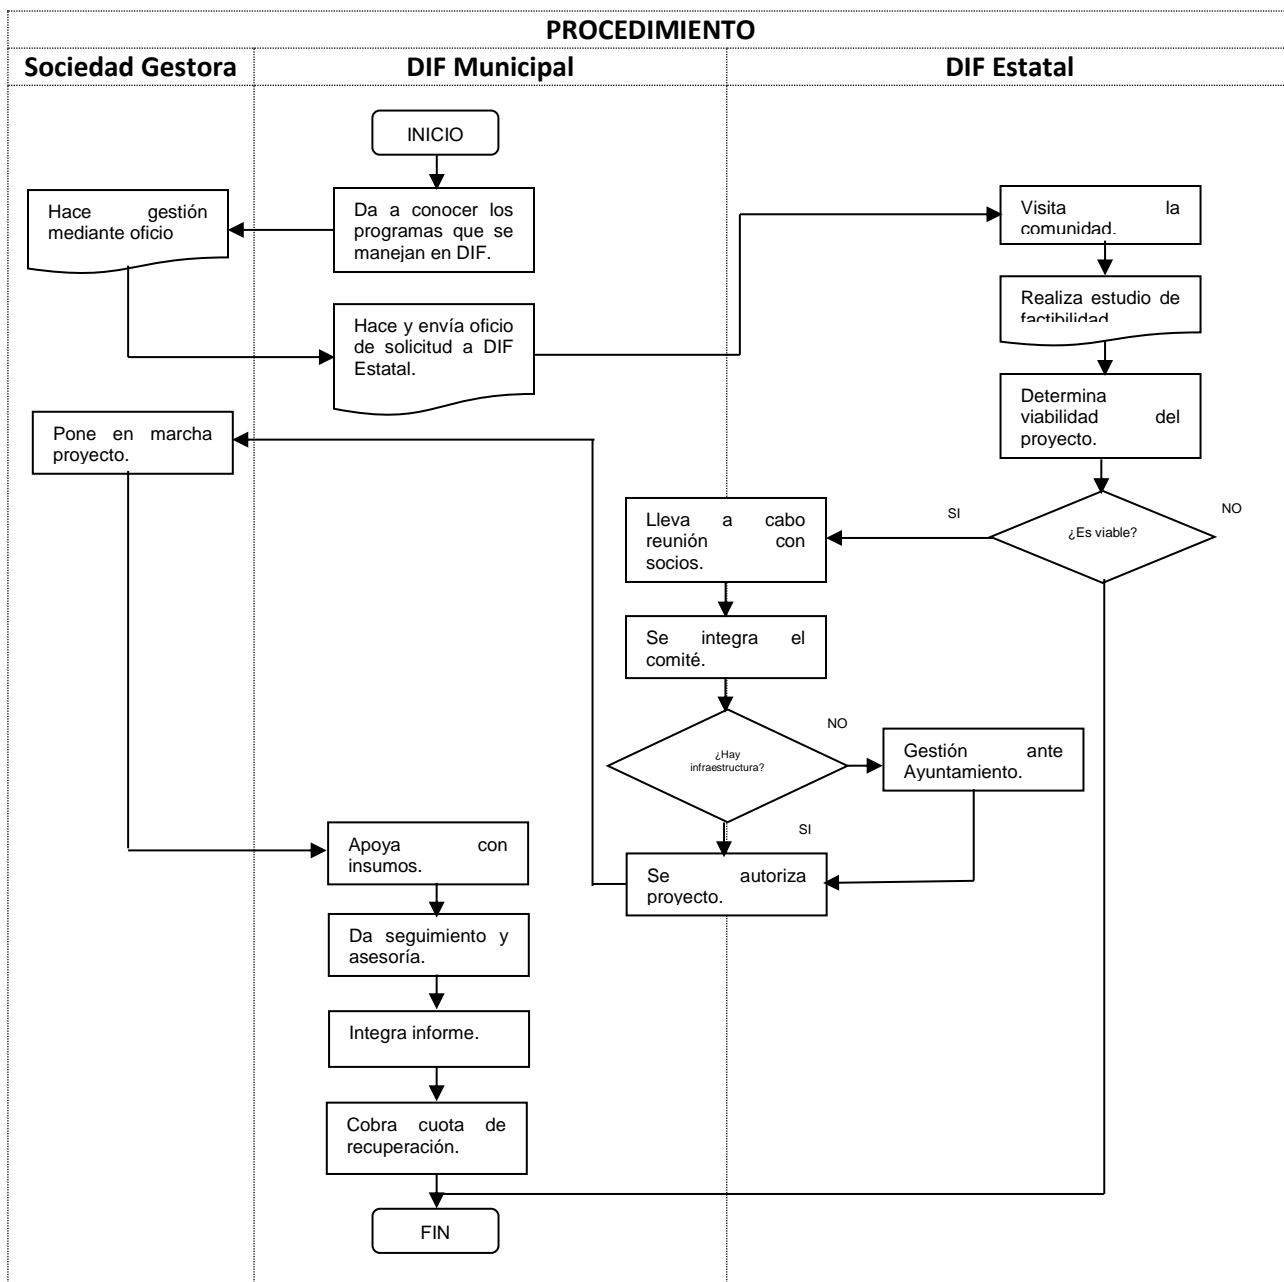 PROCEDIMIENTO
Sociedad Gestora
DIF Municipal
DIF Estatal
INICIO
Da a conocer los
programas que se
manejan en DIF.
Hace gestión
mediante oficio
Hace y envía oficio
de solicitud a DIF
Estatal.
Visita la
comunidad.
Realiza estudio de
factibilidad
Determina
viabilidad del
proyecto.
¿Es viable?
SI
NO
Lleva a cabo
reunión con
socios.
Se integra el
comité.
¿Hay
infraestructura?
NO
Gestión ante
Ayuntamiento.
SI
Se autoriza
proyecto.
Pone en marcha
proyecto.
Apoya con
insumos.
Da seguimiento y
asesoría.
Integra informe.
Cobra cuota de
recuperación.
FIN